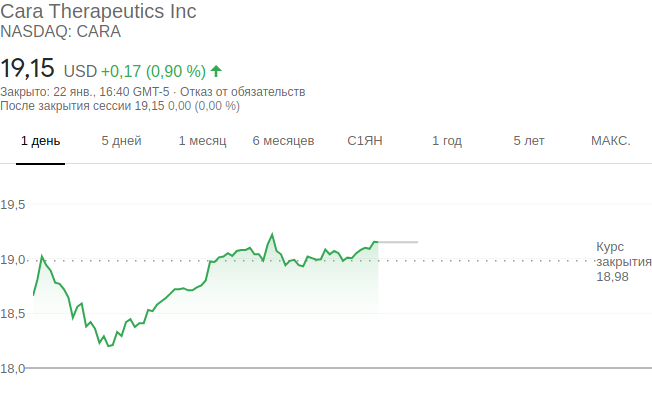 Cara Therapeutics Inc
NASDAQ: CARA
19,15 USD +0,17 (0,90 %)
Закрыто: 22 янв., 16:40 GMT-5 · Отказ от обязательств
После закрытия сессии 19,15 0,00 (0,00 %)
1 день 5 дней 1 месяц 6 месяцев С1ЯН 1 год 5 лет МАКС.
19,5
19,0
18,5
18,0
Курс
закрытия
18,98